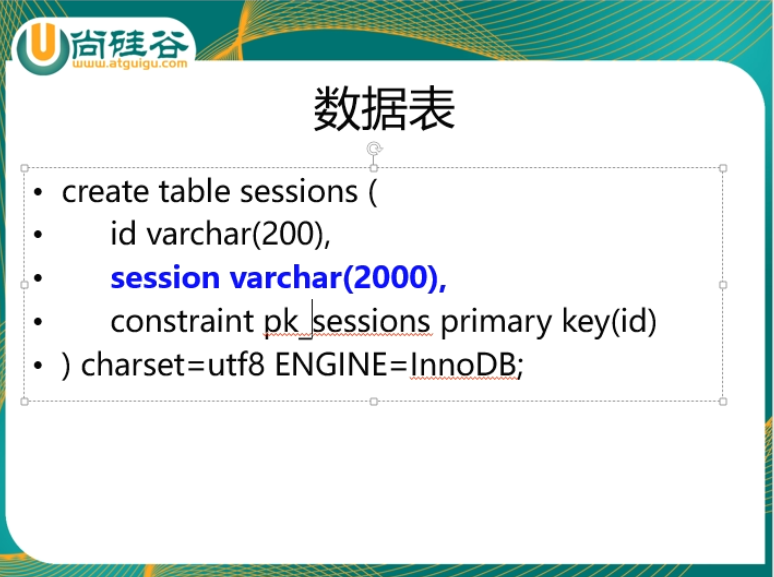 尚硅谷
www.atguigu.com
数据表
• create table sessions (
• id varchar(200),
• session varchar(2000),
• constraint pk_sessions primary key(id)
• ) charset=utf8 ENGINE=InnoDB;